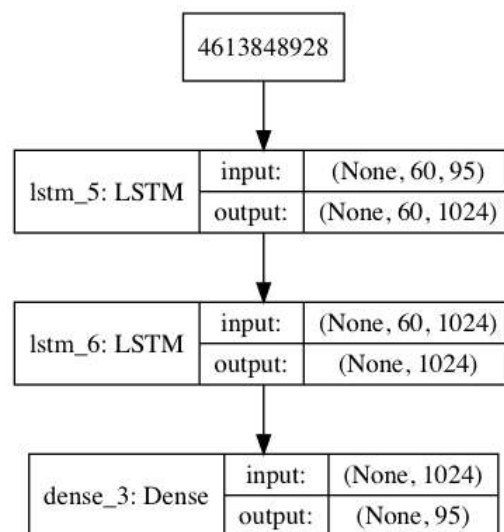 4613848928
lstm_5: LSTM
input:
(None, 60, 95)
output:
(None, 60, 1024)
lstm_6: LSTM
input:
(None, 60, 1024)
output:
(None, 1024)
dense_3: Dense
input:
(None, 1024)
output:
(None, 95)